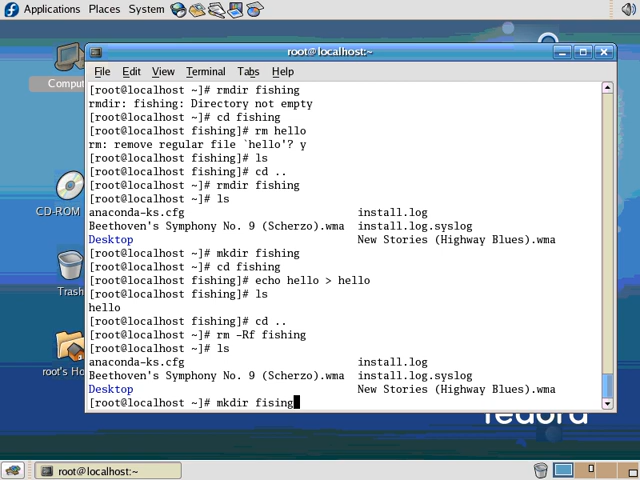 Applications Places System
root@localhost:~
File Edit View Terminal Tabs Help
[root@localhost ~]# rmdir fishing
rmdir: fishing: Directory not empty
[root@localhost ~]# cd fishing
[root@localhost fishing]# rm hello
rm: remove regular file `hello'? y
[root@localhost fishing]# ls
[root@localhost fishing]# cd ..
[root@localhost ~]# rmdir fishing
[root@localhost ~]# ls
anaconda-ks.cfg install.log
Beethoven's Symphony No. 9 (Scherzo).wma install.log.syslog
Desktop New Stories (Highway Blues).wma
[root@localhost ~]# mkdir fishing
[root@localhost ~]# cd fishing
[root@localhost fishing]# echo hello > hello
[root@localhost fishing]# ls
hello
[root@localhost fishing]# cd ..
[root@localhost ~]# rm -Rf fishing
[root@localhost ~]# ls
anaconda-ks.cfg install.log
Beethoven's Symphony No. 9 (Scherzo).wma install.log.syslog
Desktop New Stories (Highway Blues).wma
[root@localhost ~]# mkdir fising
Comput
CD-ROM
Trash
root's Ho
fedora
root@localhost:~